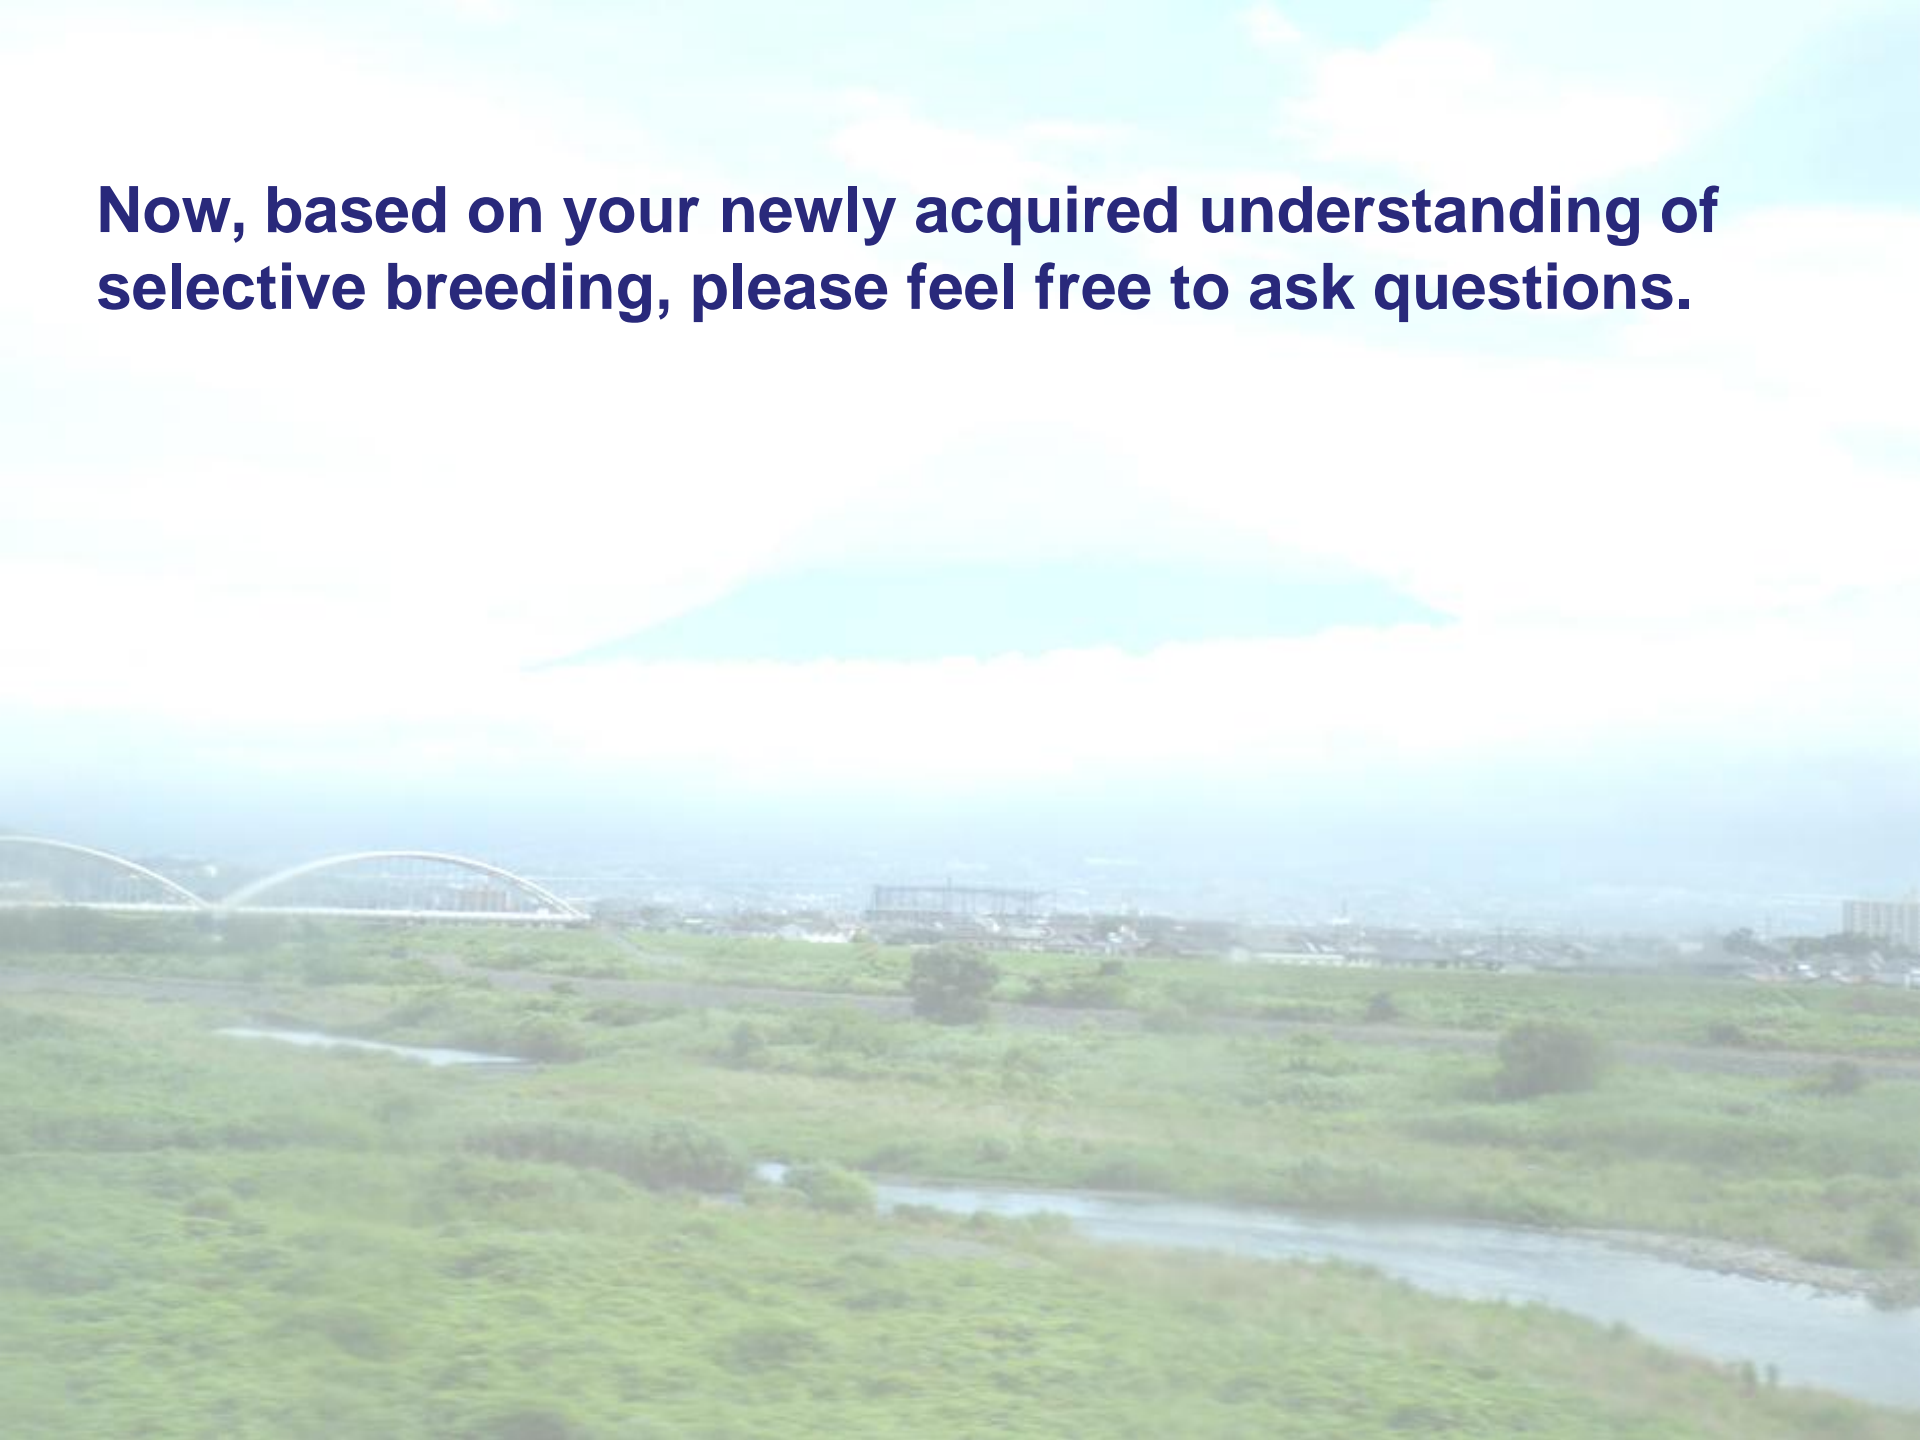 Now, based on your newly acquired understanding of
selective breeding, please feel free to ask questions.